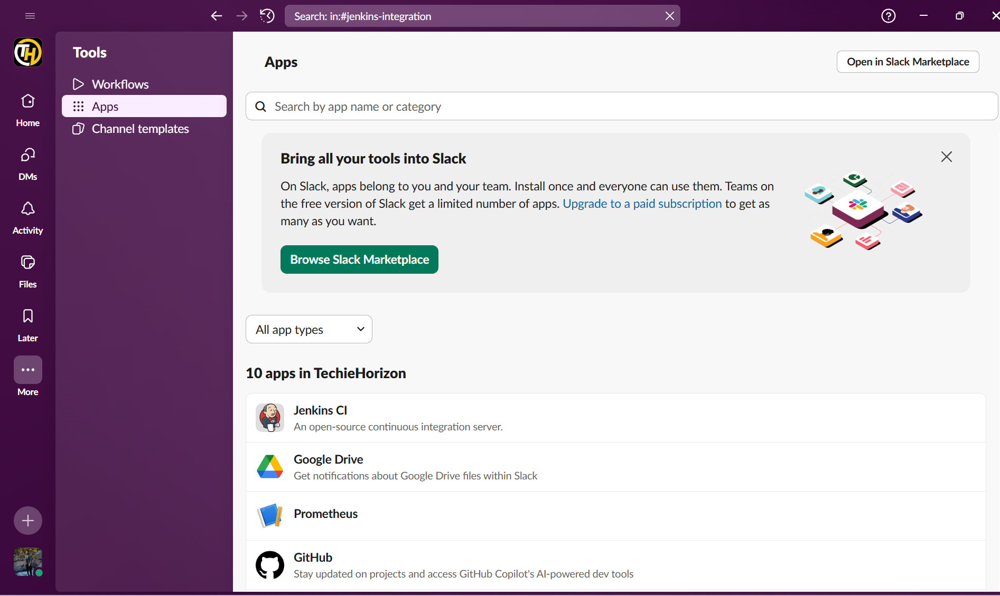 Search: in:#jenkins-integration
TH
Home
DMs
Activity
Files
Later
More
Tools
Workflows
Apps
Channel templates
Apps
Open in Slack Marketplace
Search by app name or category
Bring all your tools into Slack
On Slack, apps belong to you and your team. Install once and everyone can use them. Teams on
the free version of Slack get a limited number of apps. Upgrade to a paid subscription to get as
many as you want.
Browse Slack Marketplace
All app types
10 apps in TechieHorizon
Jenkins CI
An open-source continuous integration server.
Google Drive
Get notifications about Google Drive files within Slack
Prometheus
GitHub
Stay updated on projects and access GitHub Copilot's AI-powered dev tools